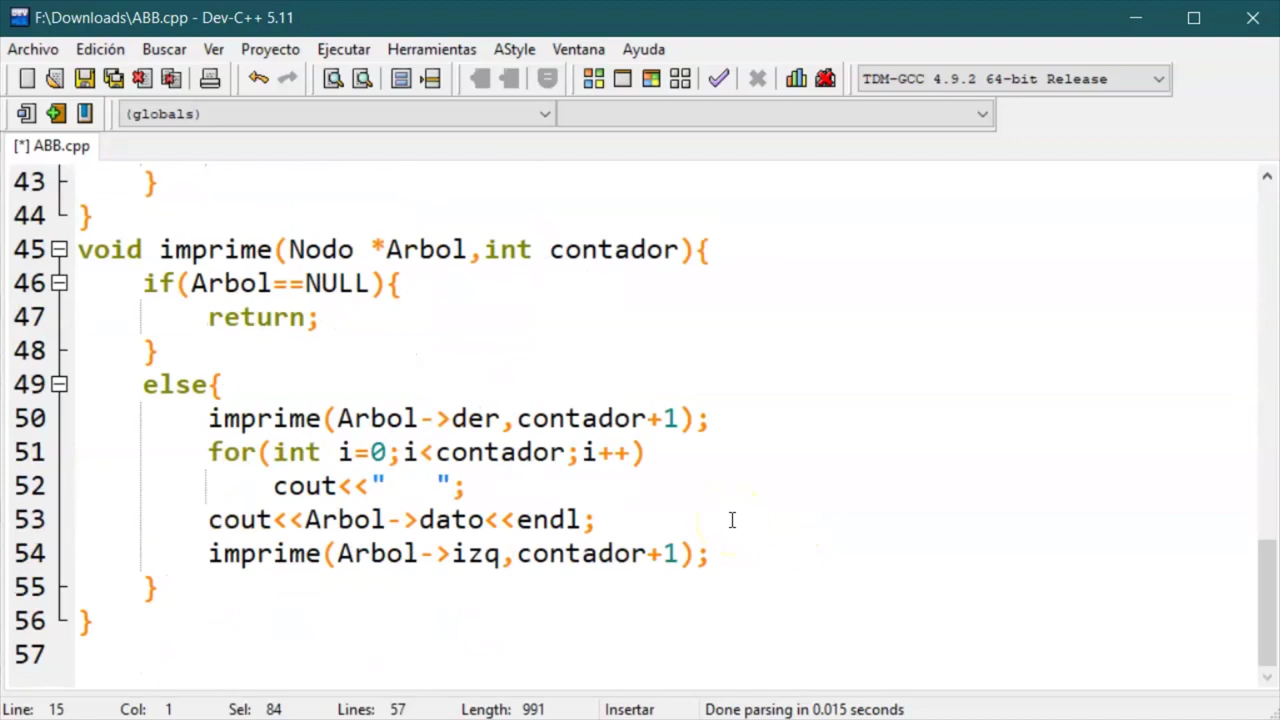 F:\Downloads\ABB.cpp - Dev-C++ 5.11
Archivo Edición Buscar Ver Proyecto Ejecutar Herramientas AStyle Ventana Ayuda
TDM-GCC 4.9.2 64-bit Release
(globals)
[*] ABB.cpp
43 }
44 }
45 void imprime(Nodo *Arbol,int contador){
46 if(Arbol==NULL){
47 return;
48 }
49 else{
50 imprime(Arbol->der,contador+1);
51 for(int i=0;i<contador;i++)
52 cout<<"   ";
53 cout<<Arbol->dato<<endl;
54 imprime(Arbol->izq,contador+1);
55 }
56 }
57
Line: 15 Col: 1 Sel: 84 Lines: 57 Length: 991 Insertar Done parsing in 0.015 seconds